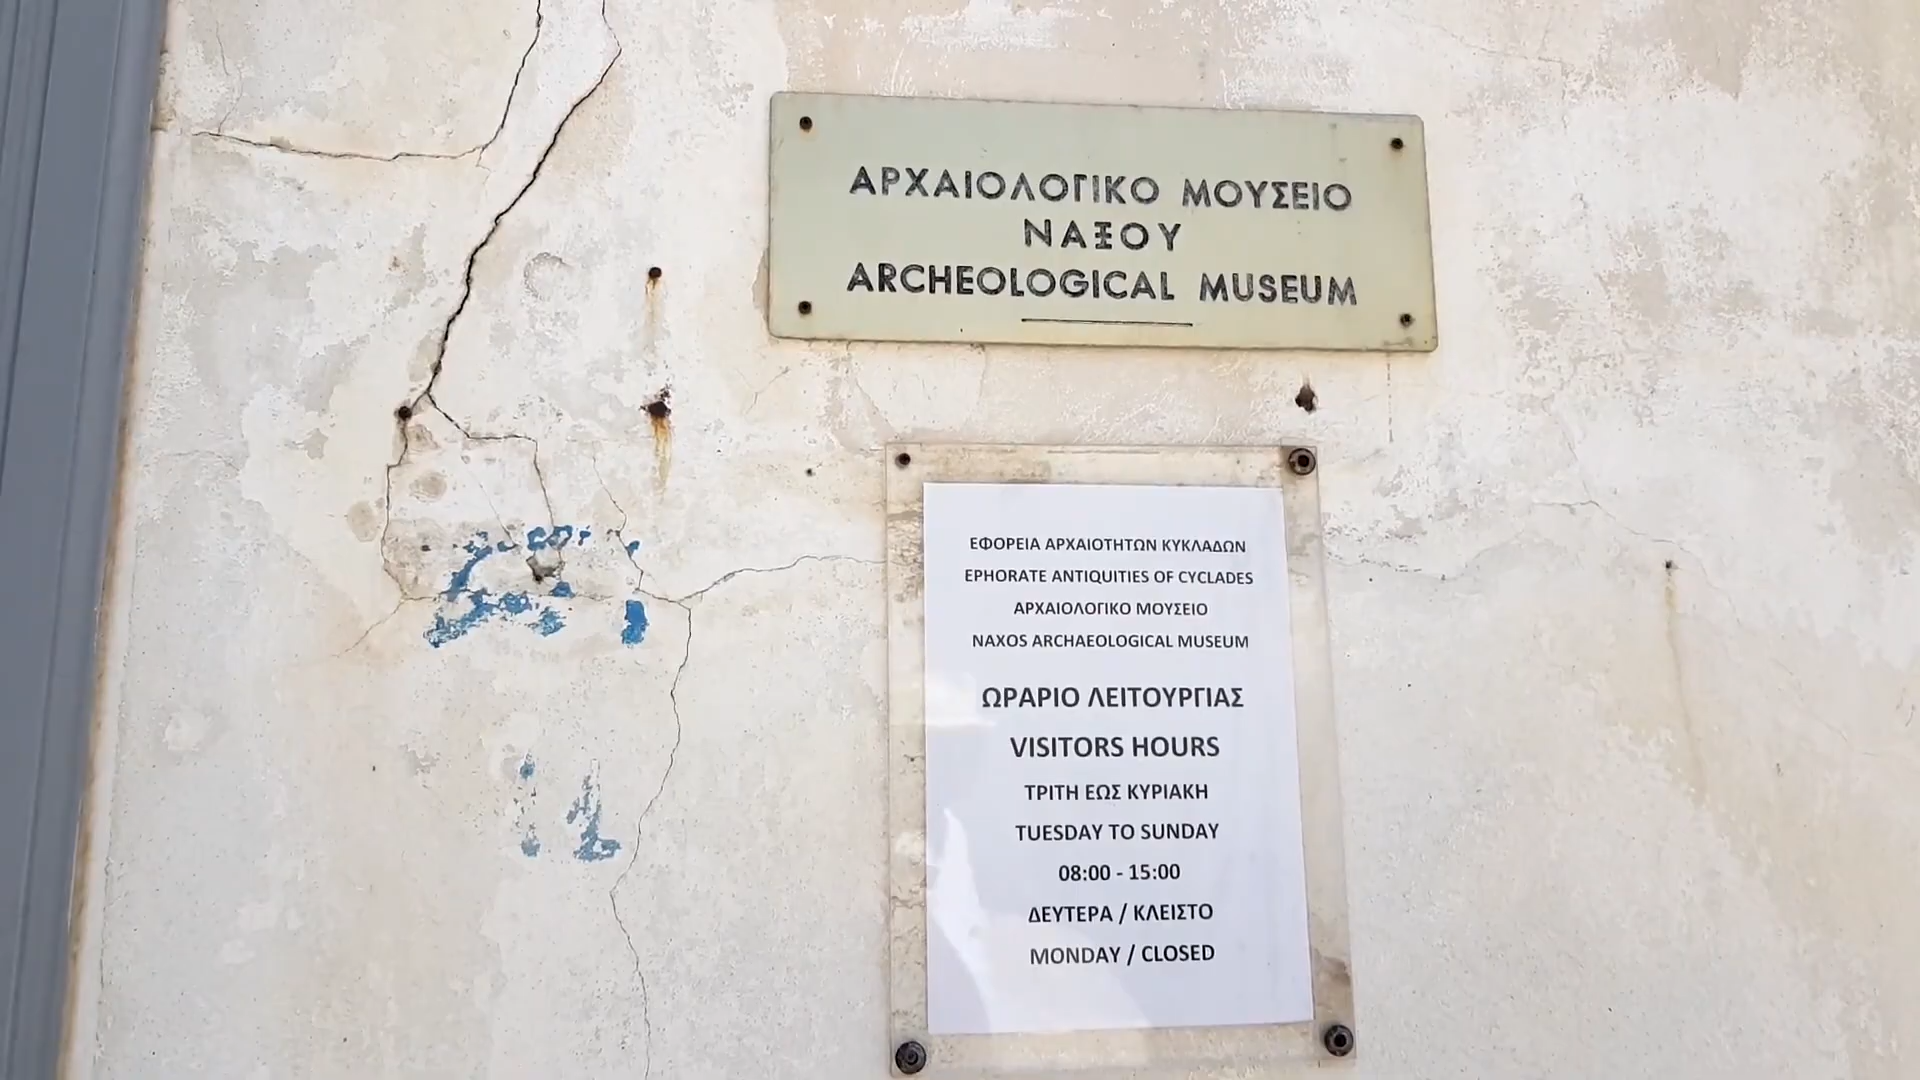 ΑΡΧΑΙΟΛΟΓΙΚΟ ΜΟΥΣΕΙΟ
ΝΑΞΟΥ
ARCHEOLOGICAL MUSEUM
ΕΦΟΡΕΙΑ ΑΡΧΑΙΟΤΗΤΩΝ ΚΥΚΛΑΔΩΝ
EPHORATE ANTIQUITIES OF CYCLADES
ΑΡΧΑΙΟΛΟΓΙΚΟ ΜΟΥΣΕΙΟ
NAXOS ARCHAEOLOGICAL MUSEUM
ΩΡΑΡΙΟ ΛΕΙΤΟΥΡΓΙΑΣ
VISITORS HOURS
ΤΡΙΤΗ ΕΩΣ ΚΥΡΙΑΚΗ
TUESDAY TO SUNDAY
08:00 - 15:00
ΔΕΥΤΕΡΑ / ΚΛΕΙΣΤΟ
MONDAY / CLOSED